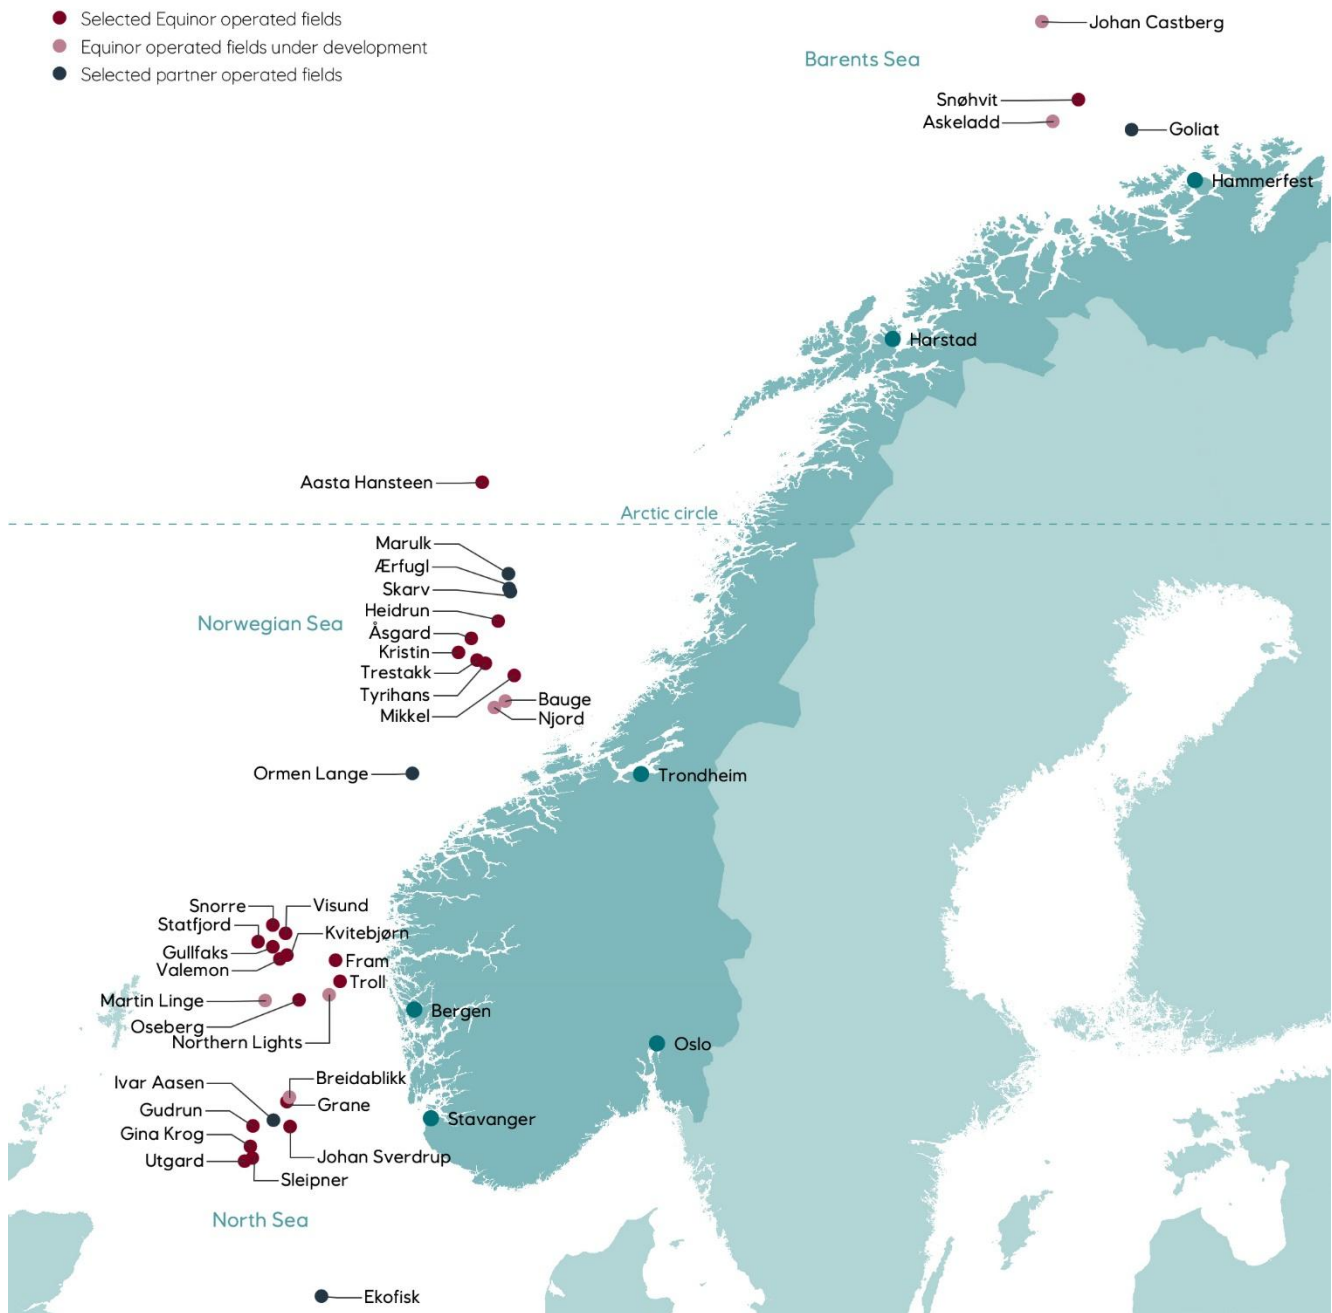 Selected Equinor operated fields
Equinor operated fields under development
Selected partner operated fields
Johan Castberg
Barents Sea
Snøhvit
Askeladd
Goliat
Hammerfest
Harstad
Aasta Hansteen
Arctic circle
Marulk
Ærfugl
Skarv
Heidrun
Norwegian Sea
Åsgard
Kristin
Trestakk
Tyrihans
Mikkel
Bauge
Njord
Ormen Lange
Trondheim
Snorre
Visund
Statfjord
Kvitebjørn
Gullfaks
Valemon
Fram
Troll
Martin Linge
Bergen
Oseberg
Northern Lights
Oslo
Breidablikk
Ivar Aasen
Grane
Gudrun
Stavanger
Gina Krog
Johan Sverdrup
Utgard
Sleipner
North Sea
Ekofisk